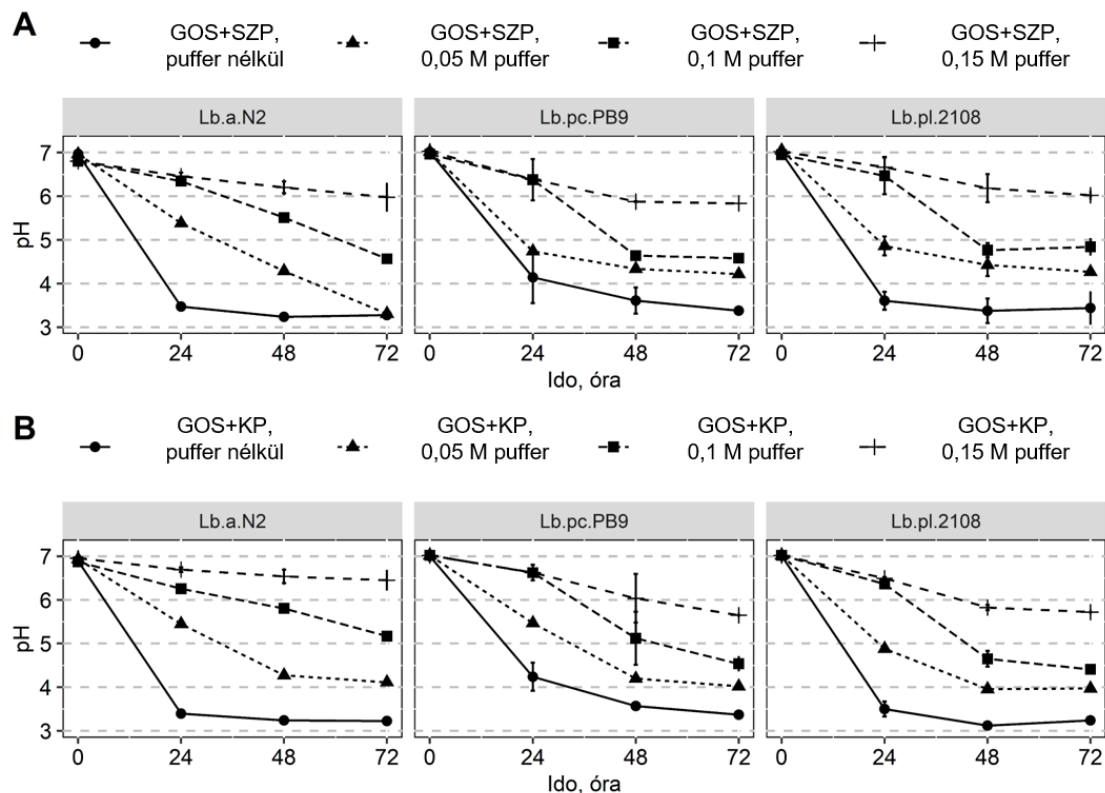 A
GOS+SZP, GOS+SZP, GOS+SZP, GOS+SZP,
puffer nélkül 0,05 M puffer 0,1 M puffer 0,15 M puffer
Lb.a.N2 Lb.pc.PB9 Lb.pl.2108
7
6
5
4
3
pH
0 24 48 72 0 24 48 72 0 24 48 72
Ido, óra
B
GOS+KP, GOS+KP, GOS+KP, GOS+KP,
puffer nélkül 0,05 M puffer 0,1 M puffer 0,15 M puffer
Lb.a.N2 Lb.pc.PB9 Lb.pl.2108
7
6
5
4
3
pH
0 24 48 72 0 24 48 72 0 24 48 72
Ido, óra